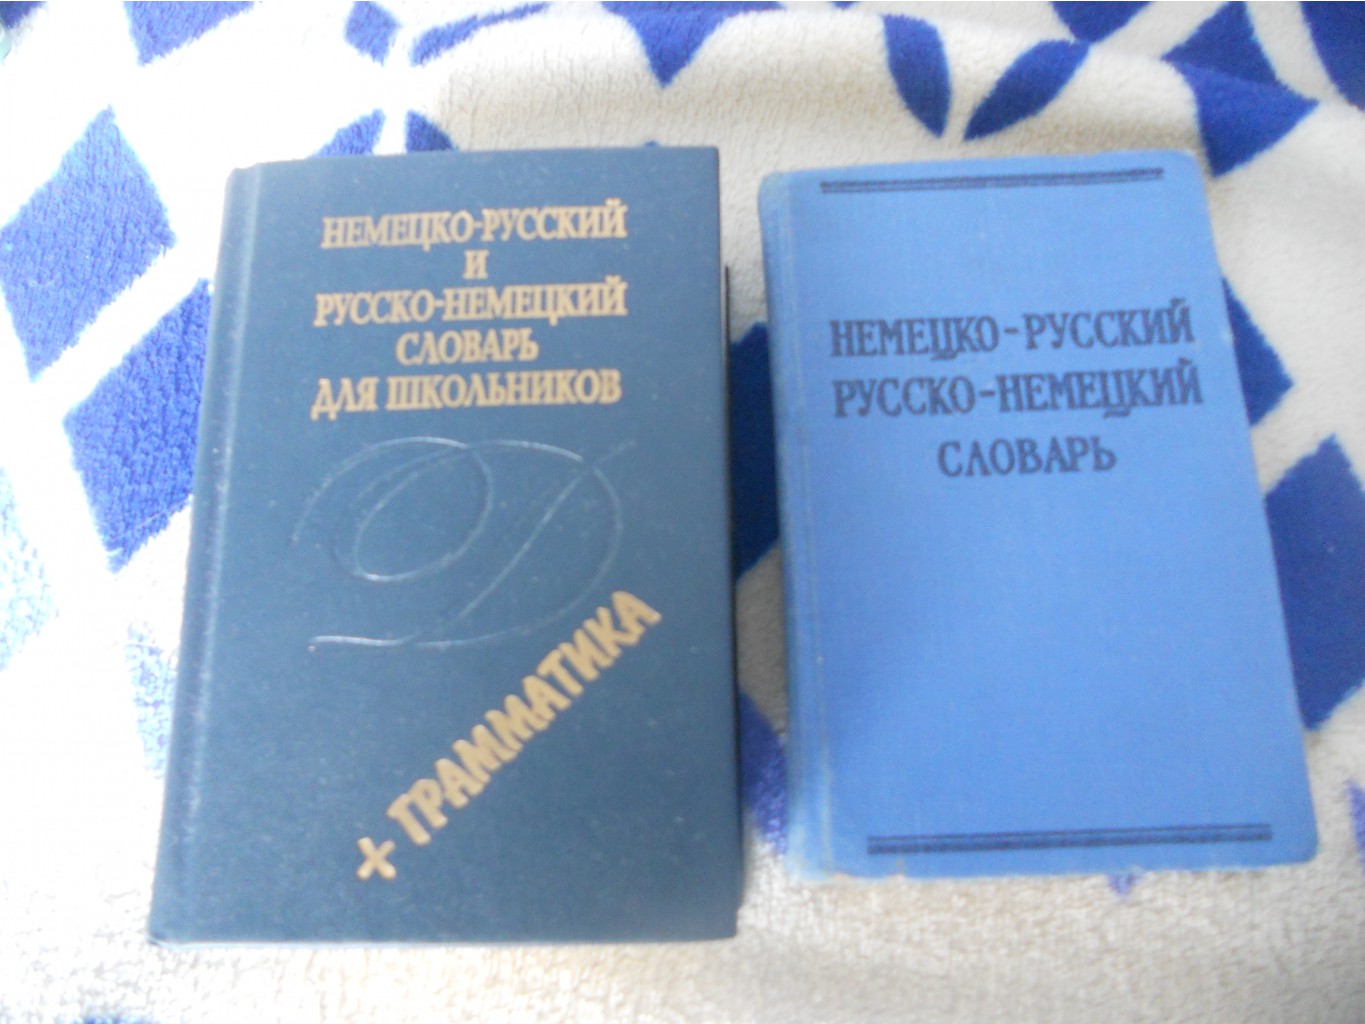 НЕМЕЦКО-РУССКИЙ
И
РУССКО-НЕМЕЦКИЙ
СЛОВАРЬ
ДЛЯ ШКОЛЬНИКОВ
+ ГРАММАТИКА
НЕМЕЦКО-РУССКИЙ
РУССКО-НЕМЕЦКИЙ
СЛОВАРЬ